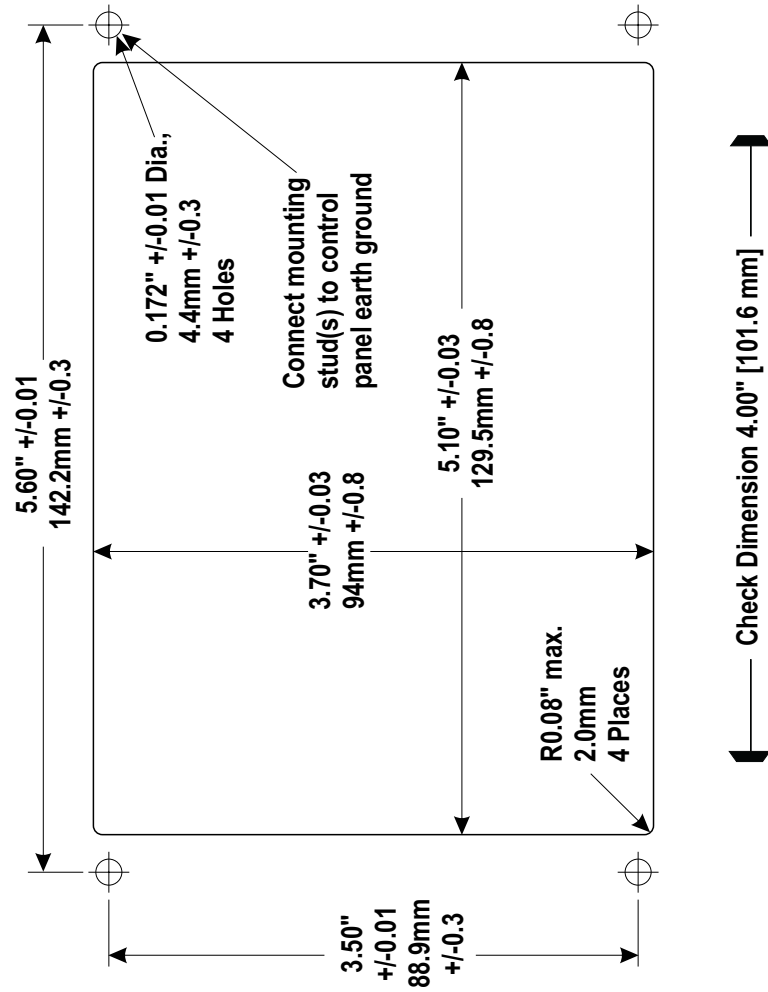 5.60" +/-0.01
142.2mm +/-0.3
0.172" +/-0.01 Dia.,
4.4mm +/-0.3
4 Holes
Connect mounting
stud(s) to control
panel earth ground
3.70" +/-0.03
94mm +/-0.8
5.10" +/-0.03
129.5mm +/-0.8
R0.08" max.
2.0mm
4 Places
3.50"
+/-0.01
88.9mm
+/-0.3
Check Dimension 4.00" [101.6 mm]